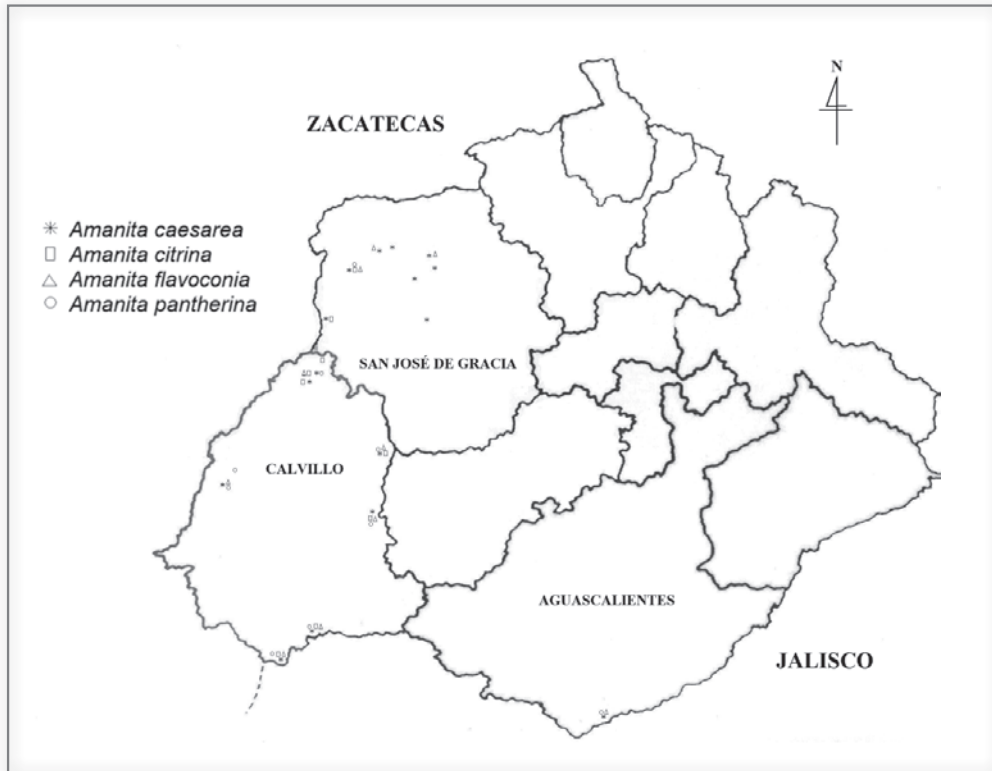 N
ZACATECAS
Amanita caesarea
Amanita citrina
Amanita flavoconia
Amanita pantherina
SAN JOSÉ DE GRACIA
CALVILLO
AGUASCALIENTES
JALISCO